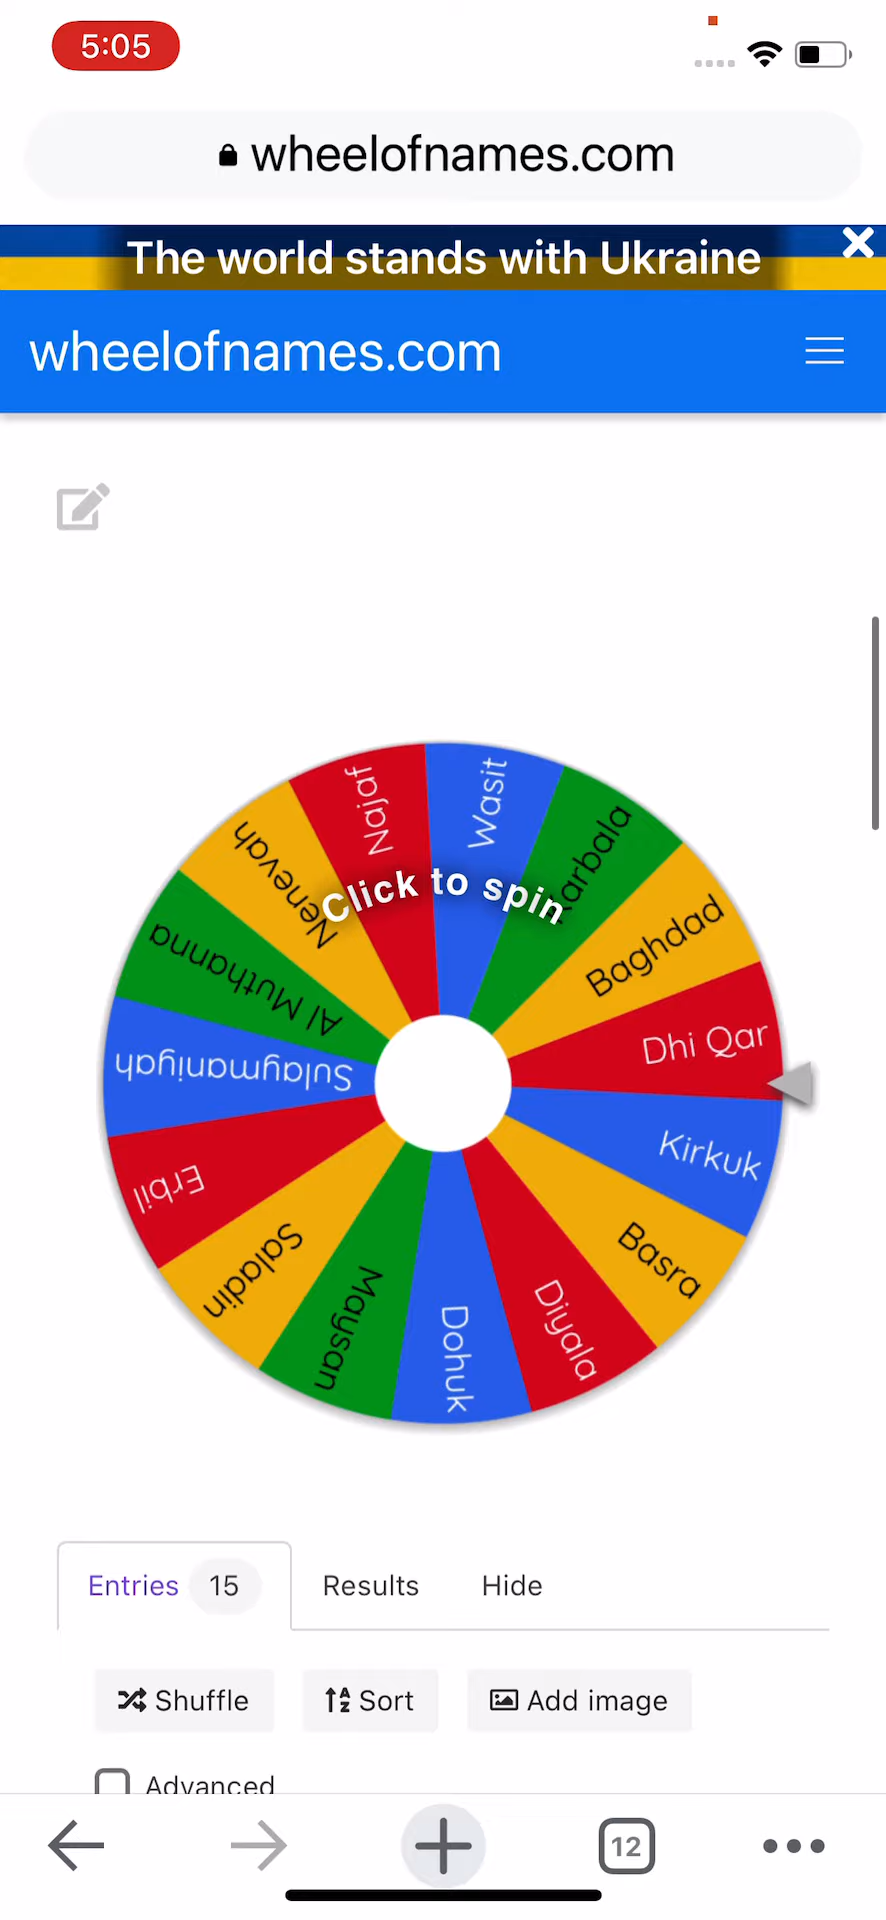 5:05
wheelofnames.com
The world stands with Ukraine
wheelofnames.com
Click to spin
Wasit
arbala
Baghdad
Dhi Qar
Kirkuk
Basra
Diyala
Dohuk
Maysan
Saladin
Erbil
Sulaymaniyah
Al Muthanna
Nenevah
Najaf
Entries 15 Results Hide
Shuffle Sort Add image
Advanced
12